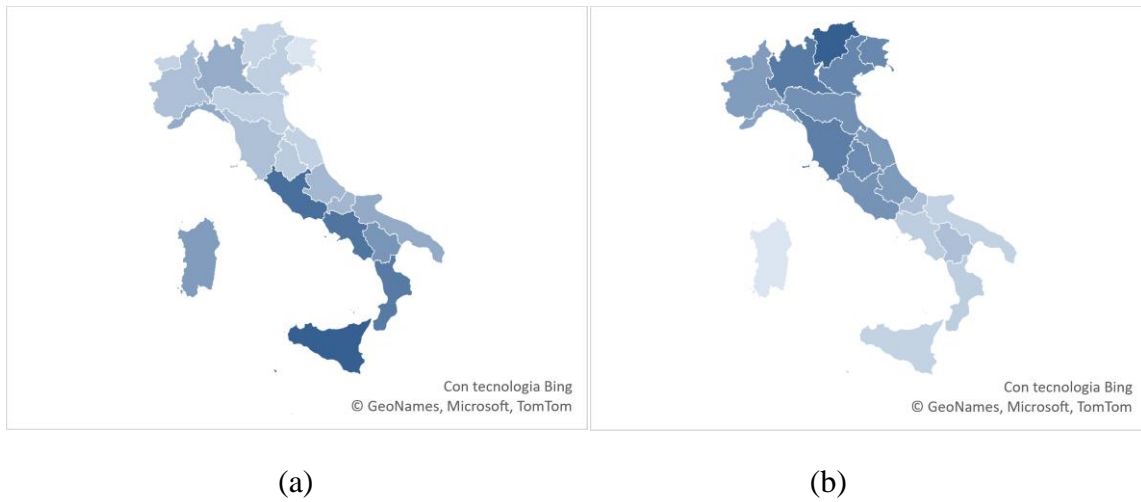 Con tecnologia Bing
© GeoNames, Microsoft, TomTom
Con tecnologia Bing
© GeoNames, Microsoft, TomTom
(a)
(b)